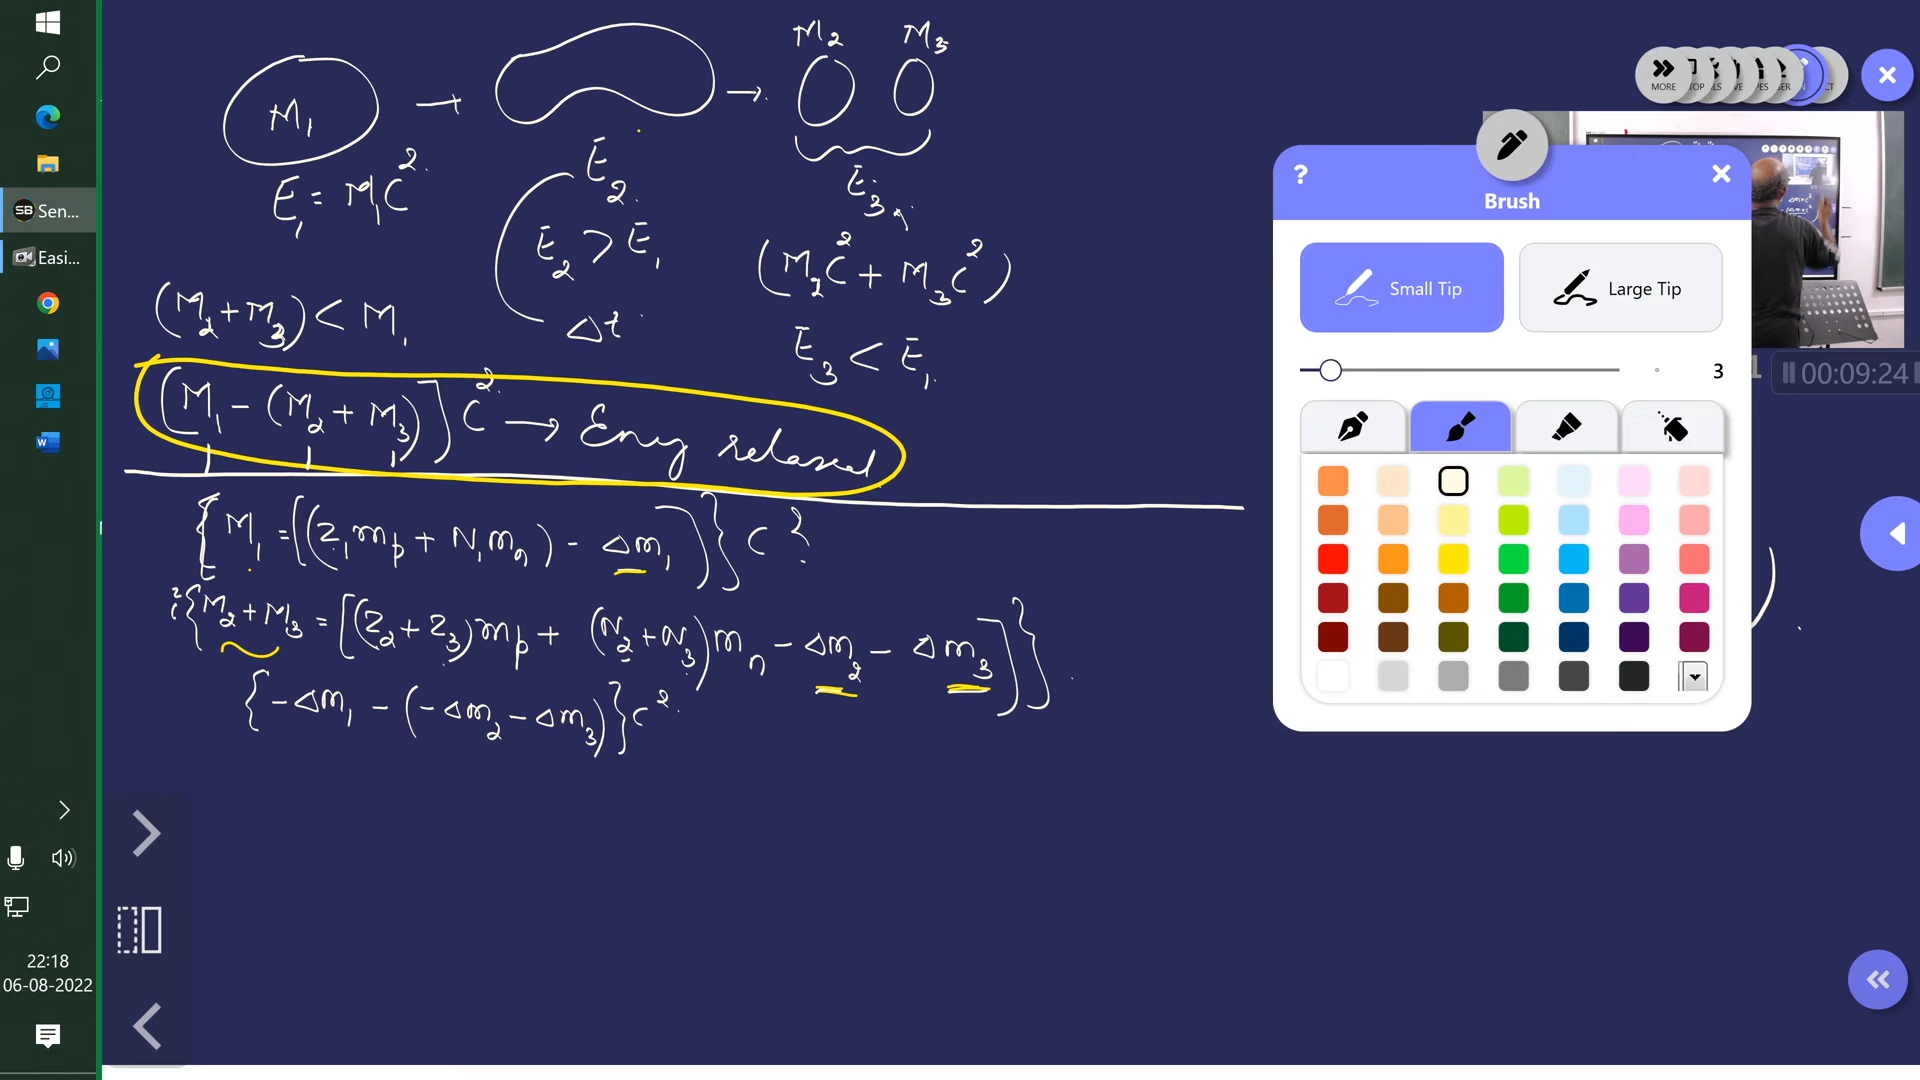 M₁ → → M₂ M₃
E₁ = M₁C²
E₂
E₃
E₂ > E₁
(M₂C² + M₃C²)
(M₂+M₃) < M₁
Δt
E₃ < E₁
[M₁ - (M₂ + M₃)] C² → Enrgy released
{M₁ = [(Z₁mp + N₁mn) - Δm₁]} C²
C²{M₂ + M₃ = [(Z₂+Z₃)mp + (N₂+N₃)mn - Δm₂ - Δm₃]}
{-Δm₁ - (-Δm₂ - Δm₃)}C²
MORE
?
Brush
Small Tip
Large Tip
3
00:09:24
SB Sen...
Easi...
22:18
06-08-2022